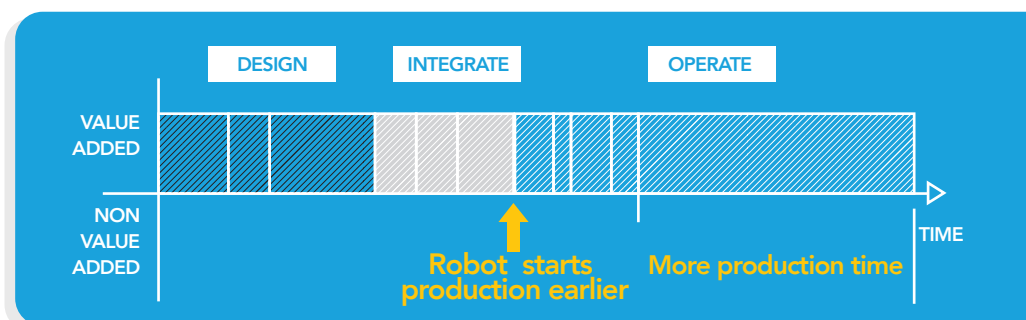 DESIGN
INTEGRATE
OPERATE
VALUE
ADDED
NON
VALUE
ADDED
TIME
Robot starts
production earlier
More production time